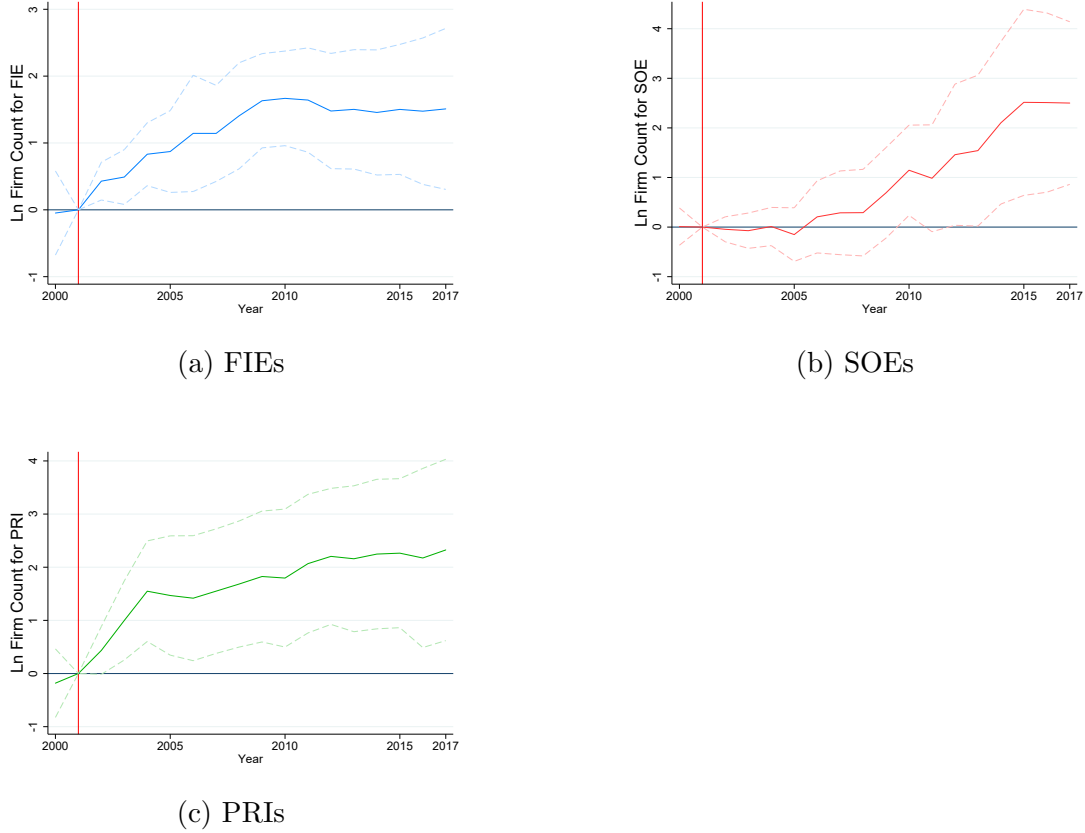 Ln Firm Count for FIE
3
2
1
0
-1
2000 2005 2010 2015 2017
Year
(a) FIEs
Ln Firm Count for SOE
4
3
2
1
0
-1
2000 2005 2010 2015 2017
Year
(b) SOEs
Ln Firm Count for PRI
4
3
2
1
0
-1
2000 2005 2010 2015 2017
Year
(c) PRIs